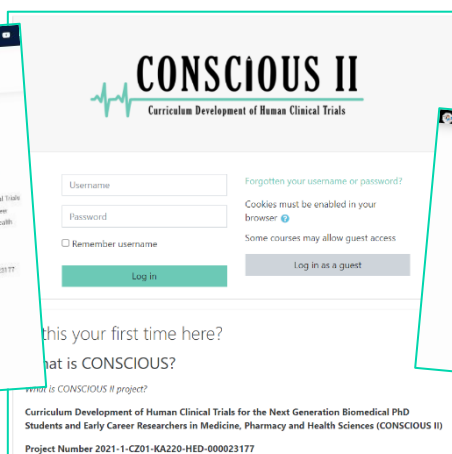 CONSCIOUS II
Curriculum Development of Human Clinical Trials
Username
Password
Remember username
Log in
Forgotten your username or password?
Cookies must be enabled in your
browser
Some courses may allow guest access
Log in as a guest
this your first time here?
hat is CONSCIOUS?
What is CONSCIOUS II project?
Curriculum Development of Human Clinical Trials for the Next Generation Biomedical PhD
Students and Early Career Researchers in Medicine, Pharmacy and Health Sciences (CONSCIOUS II)
Project Number 2021-1-CZ01-KA220-HED-000023177